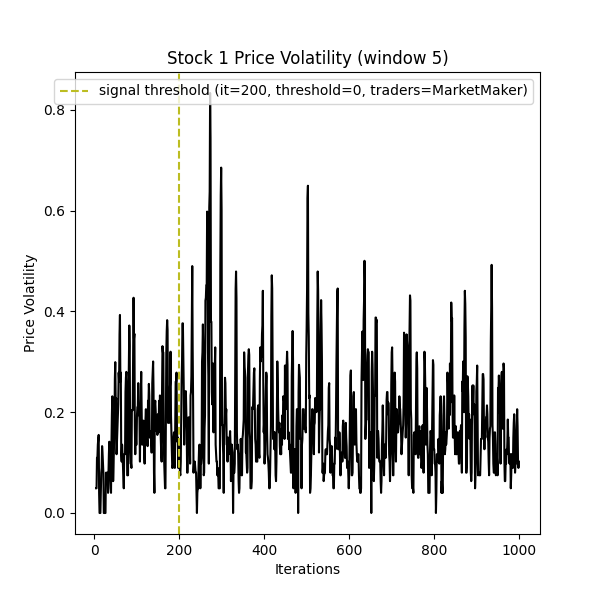 Stock 1 Price Volatility (window 5)
signal threshold (it=200, threshold=0, traders=MarketMaker)
0.8
0.6
0.4
0.2
0.0
Price Volatility
0 200 400 600 800 1000
Iterations